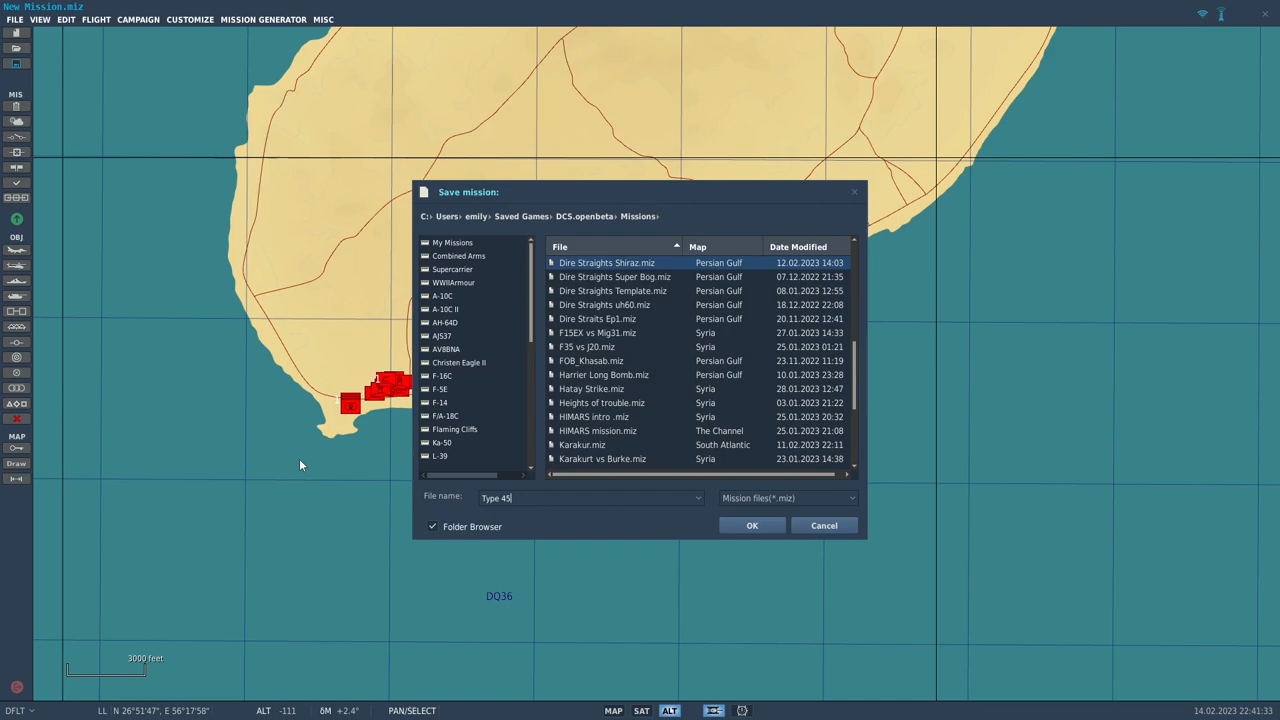 New Mission.miz
FILE VIEW EDIT FLIGHT CAMPAIGN CUSTOMIZE MISSION GENERATOR MISC
MIS
OBJ
MAP
Draw
Save mission:
C: Users emily Saved Games DCS.openbeta Missions
My Missions
Combined Arms
Supercarrier
WWIIArmour
A-10C
A-10C II
AH-64D
AJS37
AV8BNA
Christen Eagle II
F-16C
F-5E
F-14
F/A-18C
Flaming Cliffs
Ka-50
L-39
File Map Date Modified
Dire Straights Shiraz.miz Persian Gulf 12.02.2023 14:03
Dire Straights Super Bog.miz Persian Gulf 07.12.2022 21:35
Dire Straights Template.miz Persian Gulf 08.01.2023 12:55
Dire Straights uh60.miz Persian Gulf 18.12.2022 22:08
Dire Straits Ep1.miz Persian Gulf 20.11.2022 12:41
F15EX vs Mig31.miz Syria 27.01.2023 14:33
F35 vs J20.miz Syria 25.01.2023 01:21
FOB_Khasab.miz Persian Gulf 23.11.2022 11:19
Harrier Long Bomb.miz Persian Gulf 10.01.2023 23:28
Hatay Strike.miz Syria 28.01.2023 12:47
Heights of trouble.miz Syria 03.01.2023 21:22
HIMARS intro .miz Syria 25.01.2023 20:32
HIMARS mission.miz The Channel 25.01.2023 21:08
Karakur.miz South Atlantic 11.02.2023 22:11
Karakurt vs Burke.miz Syria 23.01.2023 14:38
File name: Type 45 Mission files(*.miz)
Folder Browser OK Cancel
DQ36
3000 feet
DFLT LL N 26°51'47", E 56°17'58" ALT -111 δM +2.4° PAN/SELECT MAP SAT ALT 14.02.2023 22:41:33